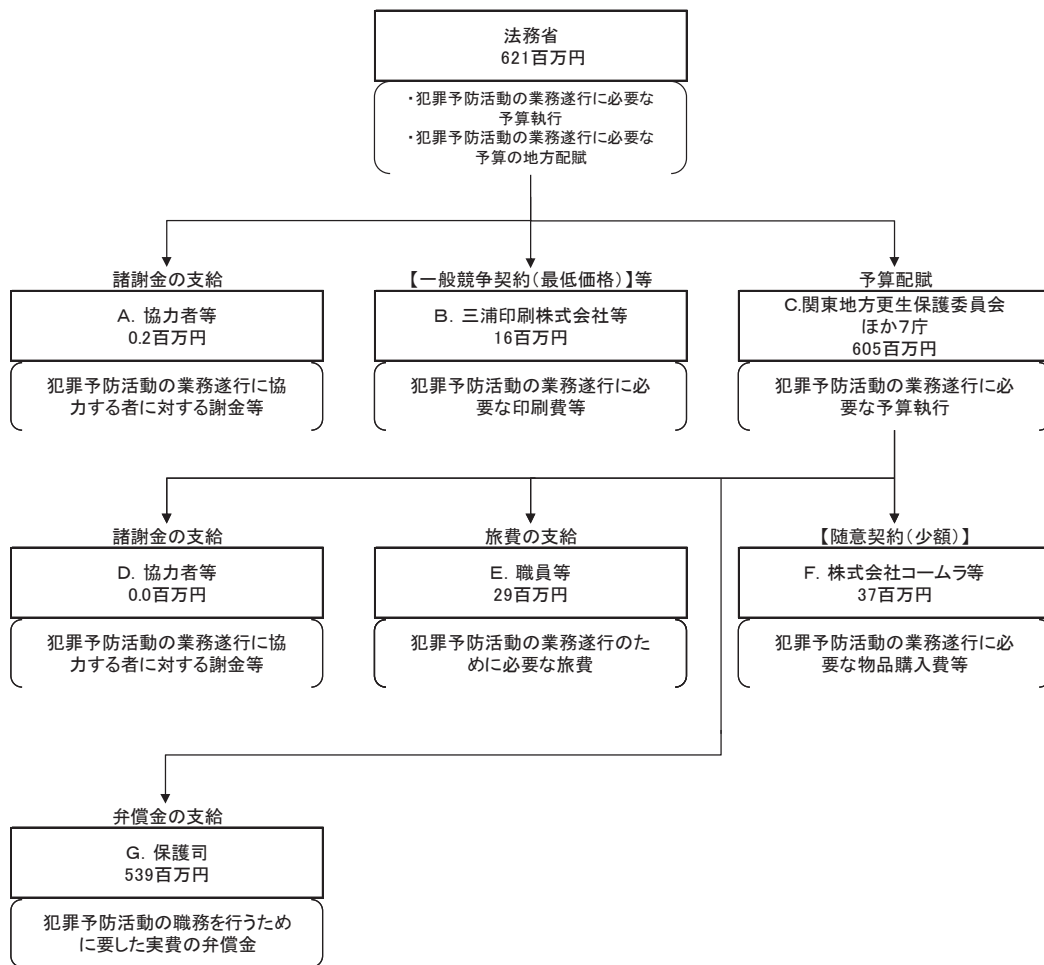 法務省
621百万円
・犯罪予防活動の業務遂行に必要な
予算執行
・犯罪予防活動の業務遂行に必要な
予算の地方配賦
諸謝金の支給
【一般競争契約(最低価格)】等
予算配賦
A. 協力者等
0.2百万円
B. 三浦印刷株式会社等
16百万円
C.関東地方更生保護委員会
ほか7庁
605百万円
犯罪予防活動の業務遂行に協
力する者に対する謝金等
犯罪予防活動の業務遂行に必
要な印刷費等
犯罪予防活動の業務遂行に必
要な予算執行
諸謝金の支給
旅費の支給
【随意契約(少額)】
D. 協力者等
0.0百万円
E. 職員等
29百万円
F. 株式会社コームラ等
37百万円
犯罪予防活動の業務遂行に協
力する者に対する謝金等
犯罪予防活動の業務遂行のた
めに必要な旅費
犯罪予防活動の業務遂行に必
要な物品購入費等
弁償金の支給
G. 保護司
539百万円
犯罪予防活動の職務を行うため
に要した実費の弁償金